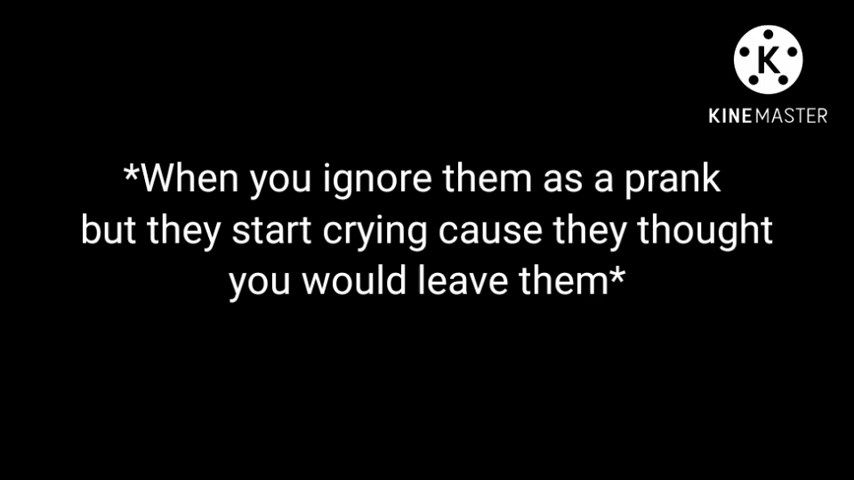 K
KINEMASTER
*When you ignore them as a prank
but they start crying cause they thought
you would leave them*